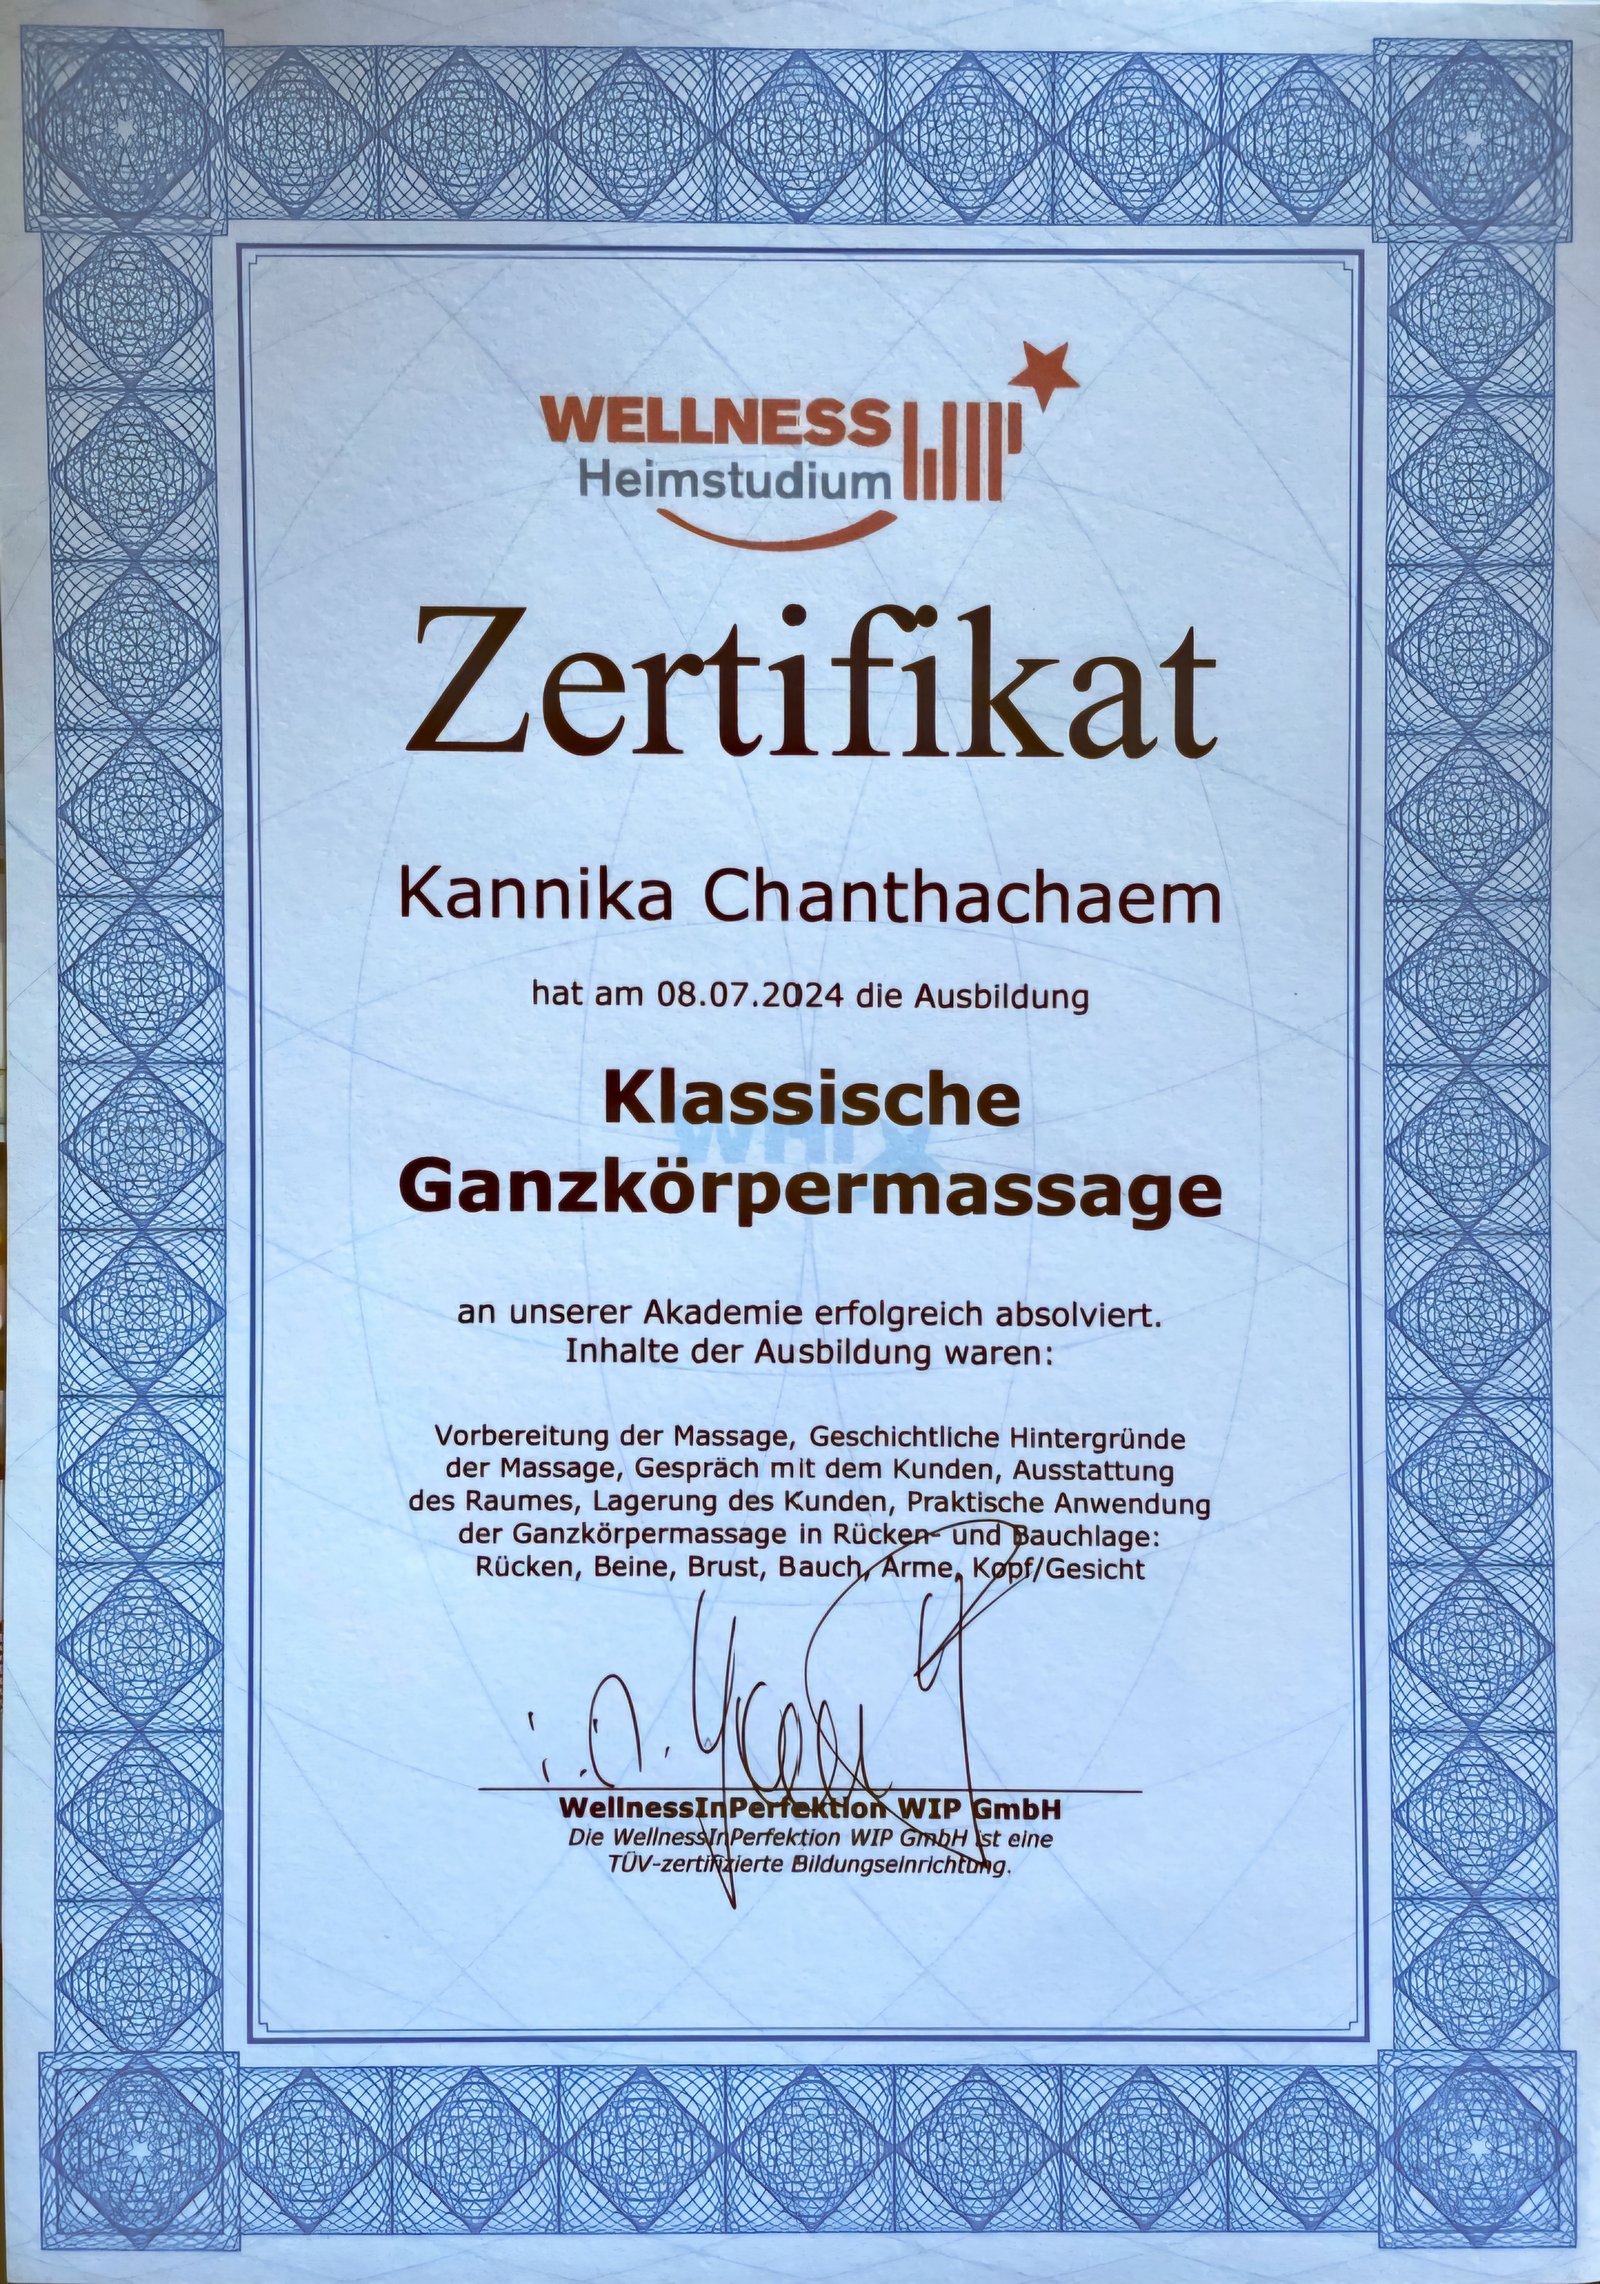 WELLNESS
Heimstudium
Zertifikat
Kannika Chanthachaem
hat am 08.07.2024 die Ausbildung
Klassische
Ganzkörpermassage
an unserer Akademie erfolgreich absolviert.
Inhalte der Ausbildung waren:
Vorbereitung der Massage, Geschichtliche Hintergründe
der Massage, Gespräch mit dem Kunden, Ausstattung
des Raumes, Lagerung des Kunden, Praktische Anwendung
der Ganzkörpermassage in Rücken- und Bauchlage:
Rücken, Beine, Brust, Bauch, Arme, Kopf/Gesicht
WellnessInPerfektion WIP GmbH
Die WellnessInPerfektion WIP GmbH ist eine
TÜV-zertifizierte Bildungseinrichtung.